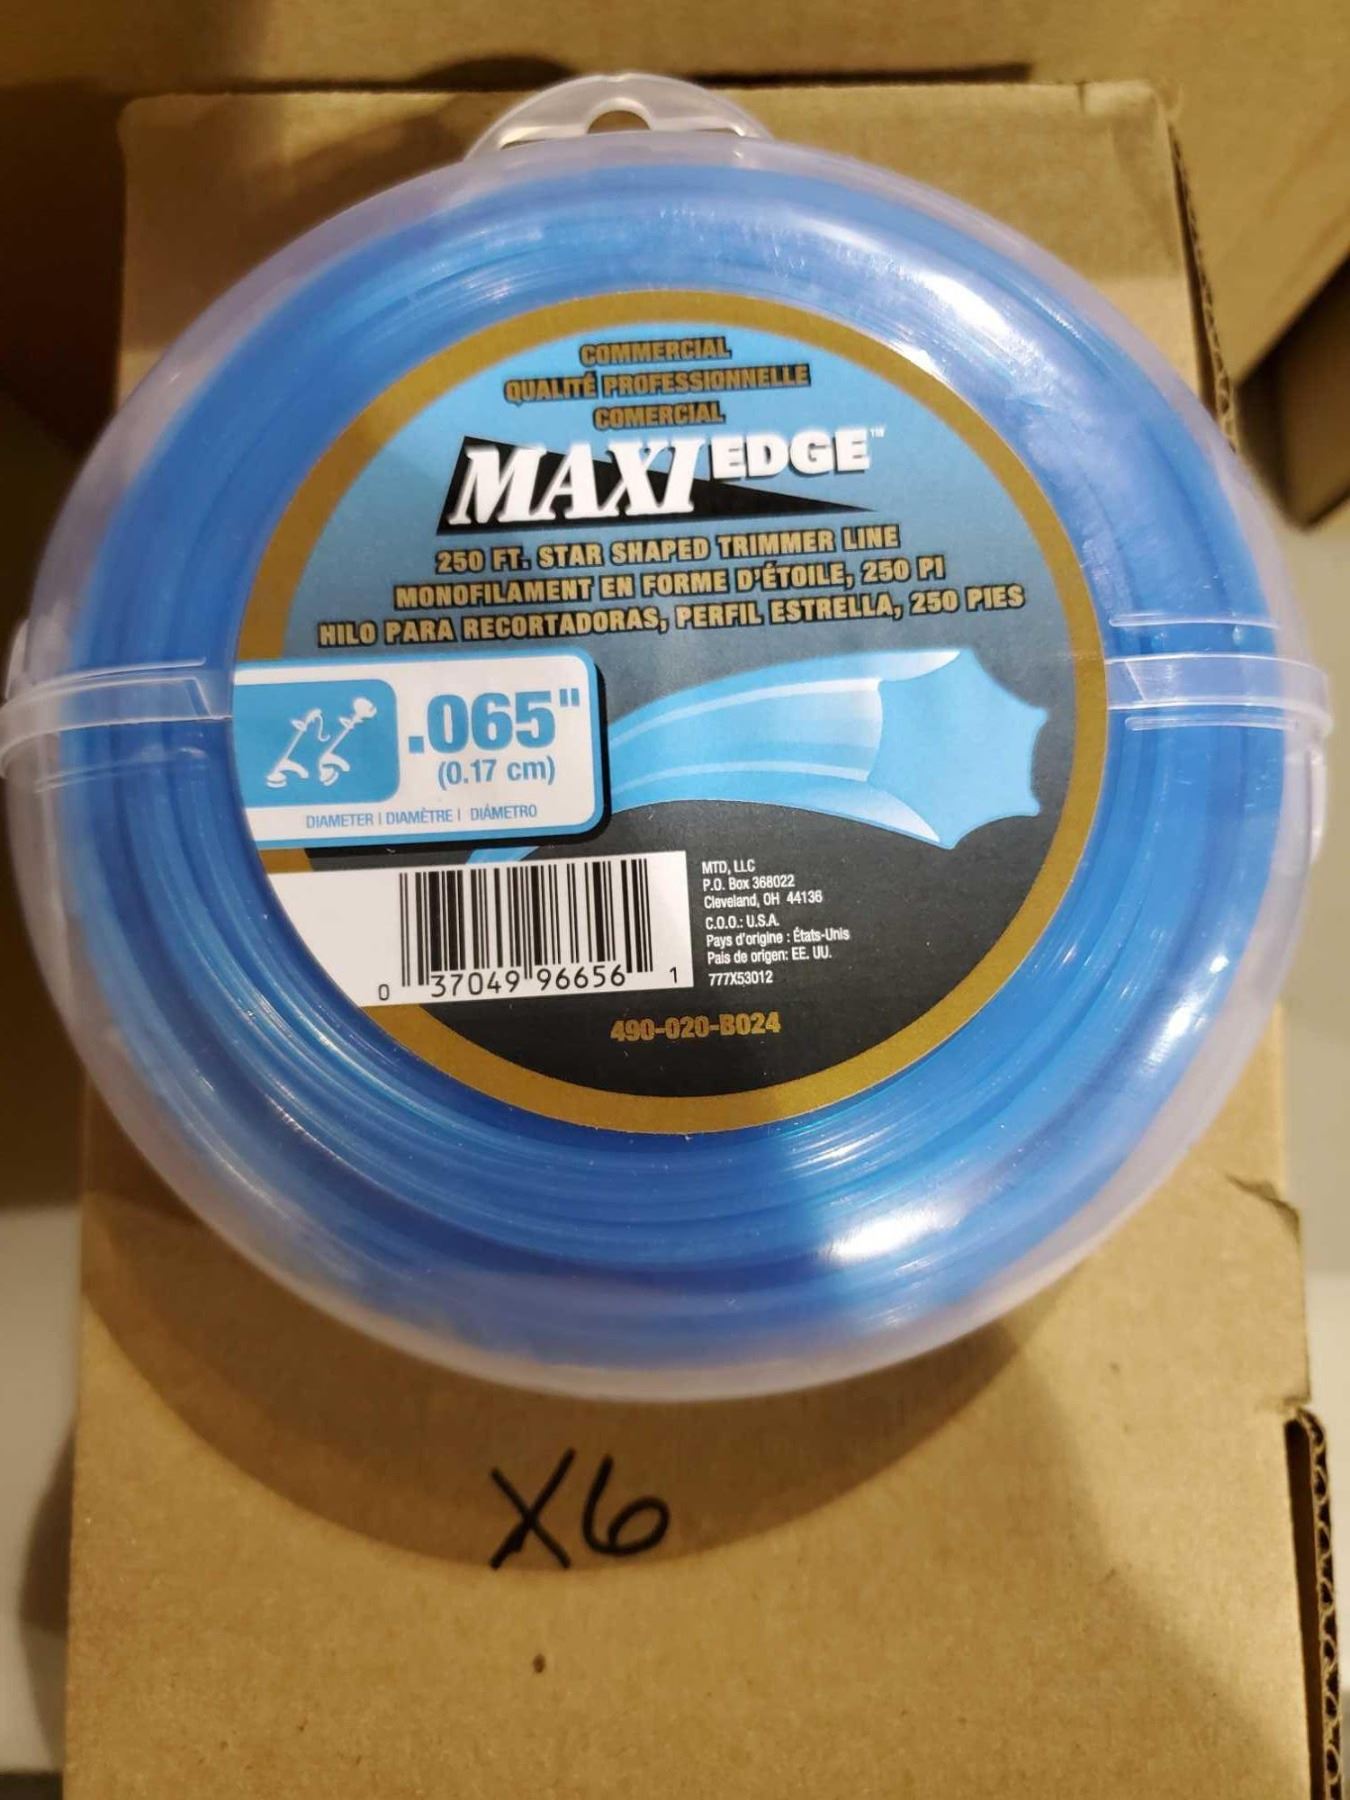 COMMERCIAL
QUALITÉ PROFESSIONNELLE
COMERCIAL
MAXI EDGE™
250 FT. STAR SHAPED TRIMMER LINE
MONOFILAMENT EN FORME D'ÉTOILE, 250 PI
HILO PARA RECORTADORAS, PERFIL ESTRELLA, 250 PIES
.065"
(0.17 cm)
DIAMETER | DIAMÈTRE | DIÁMETRO
MTD, LLC
P.O. Box 368022
Cleveland, OH 44136
C.O.O.: U.S.A.
Pays d'origine : États-Unis
Pais de origen: EE. UU.
777X53012
0 37049 96656 1
490-020-B024
X6